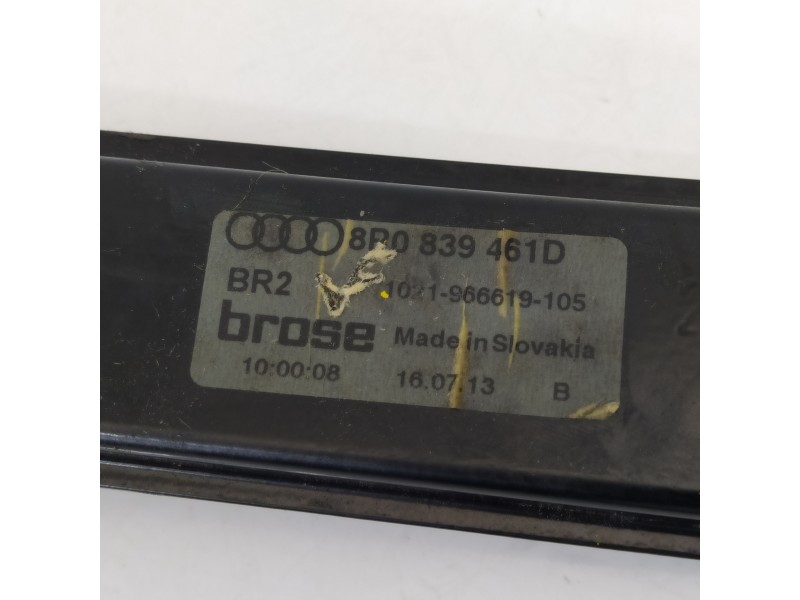 8R0 839 461D
BR2 1021-966619-105
brose Made in Slovakia
10:00:08 16.07.13 B